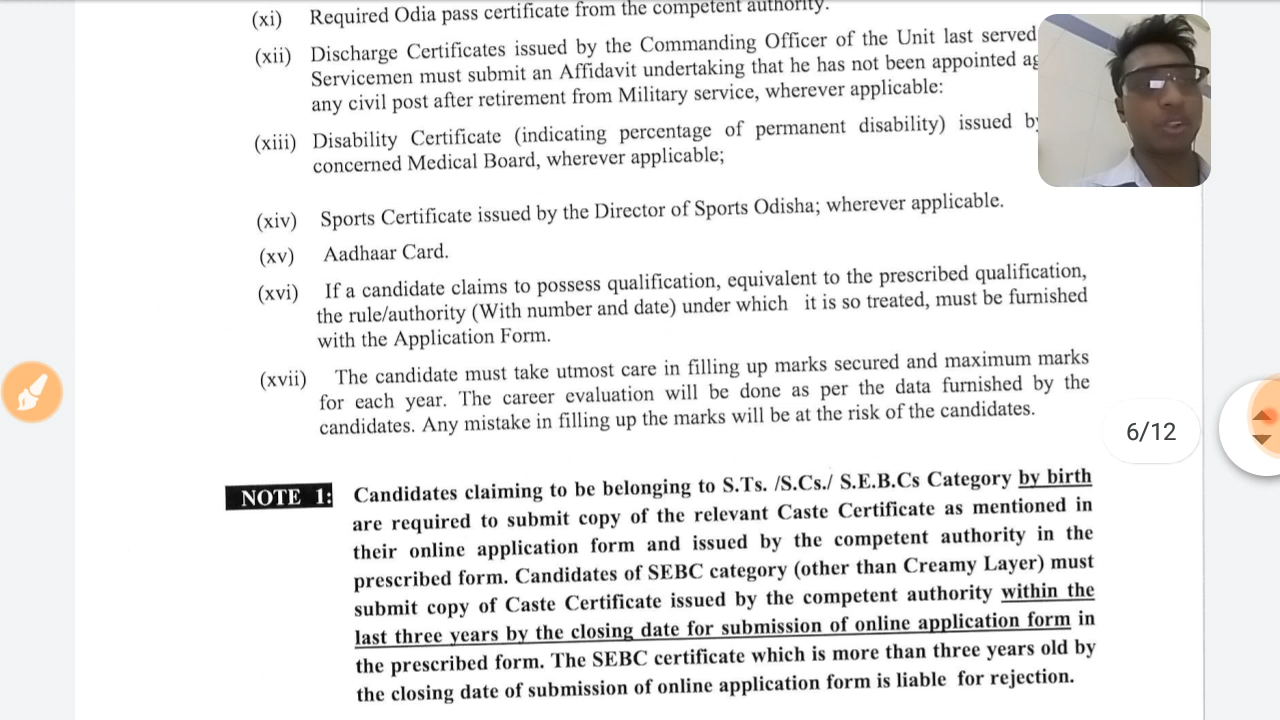 (xi) Required Odia pass certificate from the competent authority.
(xii) Discharge Certificates issued by the Commanding Officer of the Unit last served
Servicemen must submit an Affidavit undertaking that he has not been appointed ag
any civil post after retirement from Military service, wherever applicable:
(xiii) Disability Certificate (indicating percentage of permanent disability) issued by
concerned Medical Board, wherever applicable;
(xiv) Sports Certificate issued by the Director of Sports Odisha; wherever applicable.
(xv) Aadhaar Card.
(xvi) If a candidate claims to possess qualification, equivalent to the prescribed qualification,
the rule/authority (With number and date) under which it is so treated, must be furnished
with the Application Form.
(xvii) The candidate must take utmost care in filling up marks secured and maximum marks
for each year. The career evaluation will be done as per the data furnished by the
candidates. Any mistake in filling up the marks will be at the risk of the candidates.
6/12
NOTE 1: Candidates claiming to be belonging to S.Ts. /S.Cs./ S.E.B.Cs Category by birth
are required to submit copy of the relevant Caste Certificate as mentioned in
their online application form and issued by the competent authority in the
prescribed form. Candidates of SEBC category (other than Creamy Layer) must
submit copy of Caste Certificate issued by the competent authority within the
last three years by the closing date for submission of online application form in
the prescribed form. The SEBC certificate which is more than three years old by
the closing date of submission of online application form is liable for rejection.